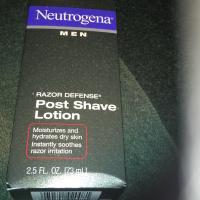 Neutrogena®
MEN
RAZOR DEFENSE®
Post Shave
Lotion
Moisturizes and
hydrates dry skin
Instantly soothes
razor irritation
2.5 FL. OZ. (73 mL)